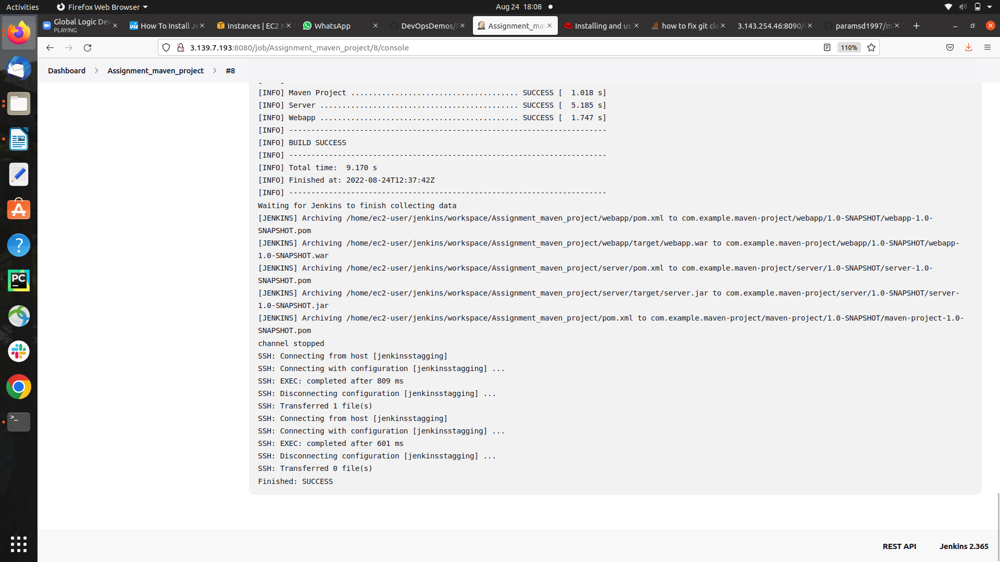 Activities
Firefox Web Browser
Aug 24 18:08
Global Logic Dev
PLAYING
How To Install Je
Instances | EC2 M
WhatsApp
DevOpsDemos/
Assignment_mav
Installing and usi
how to fix git clo
3.143.254.46:8090/
paramsd1997/m
3.139.7.193:8080/job/Assignment_maven_project/8/console
110%
Dashboard
Assignment_maven_project
#8
[INFO] Maven Project ...................................... SUCCESS [  1.018 s]
[INFO] Server ............................................. SUCCESS [  5.185 s]
[INFO] Webapp ............................................. SUCCESS [  1.747 s]
[INFO] ------------------------------------------------------------------------
[INFO] BUILD SUCCESS
[INFO] ------------------------------------------------------------------------
[INFO] Total time:  9.170 s
[INFO] Finished at: 2022-08-24T12:37:42Z
[INFO] ------------------------------------------------------------------------
Waiting for Jenkins to finish collecting data
[JENKINS] Archiving /home/ec2-user/jenkins/workspace/Assignment_maven_project/webapp/pom.xml to com.example.maven-project/webapp/1.0-SNAPSHOT/webapp-1.0-
SNAPSHOT.pom
[JENKINS] Archiving /home/ec2-user/jenkins/workspace/Assignment_maven_project/webapp/target/webapp.war to com.example.maven-project/webapp/1.0-SNAPSHOT/webapp-
1.0-SNAPSHOT.war
[JENKINS] Archiving /home/ec2-user/jenkins/workspace/Assignment_maven_project/server/pom.xml to com.example.maven-project/server/1.0-SNAPSHOT/server-1.0-
SNAPSHOT.pom
[JENKINS] Archiving /home/ec2-user/jenkins/workspace/Assignment_maven_project/server/target/server.jar to com.example.maven-project/server/1.0-SNAPSHOT/server-
1.0-SNAPSHOT.jar
[JENKINS] Archiving /home/ec2-user/jenkins/workspace/Assignment_maven_project/pom.xml to com.example.maven-project/maven-project/1.0-SNAPSHOT/maven-project-1.0-
SNAPSHOT.pom
channel stopped
SSH: Connecting from host [jenkinsstagging]
SSH: Connecting with configuration [jenkinsstagging] ...
SSH: EXEC: completed after 809 ms
SSH: Disconnecting configuration [jenkinsstagging] ...
SSH: Transferred 1 file(s)
SSH: Connecting from host [jenkinsstagging]
SSH: Connecting with configuration [jenkinsstagging] ...
SSH: EXEC: completed after 601 ms
SSH: Disconnecting configuration [jenkinsstagging] ...
SSH: Transferred 0 file(s)
Finished: SUCCESS
PC
REST API
Jenkins 2.365